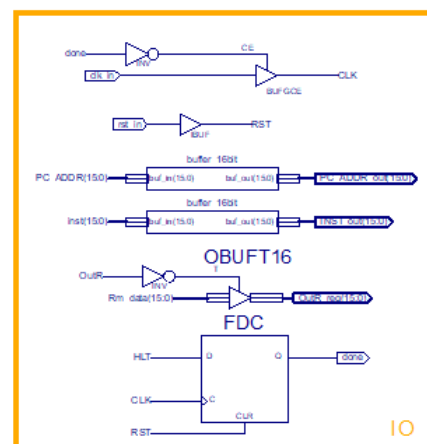 done
INV
CE
clk_in
BUFGCE
CLK
rst_in
IBUF
RST
buffer_16bit
PC_ADDR(15:0)
buf_in(15:0)
buf_out(15:0)
PC_ADDR_out(15:0)
buffer_16bit
inst(15:0)
buf_in(15:0)
buf_out(15:0)
INST_out(15:0)
OBUFT16
OutR
INV
T
Rm_data(15:0)
OutR_reg(15:0)
FDC
HLT
D
Q
done
CLK
C
CLR
RST
IO